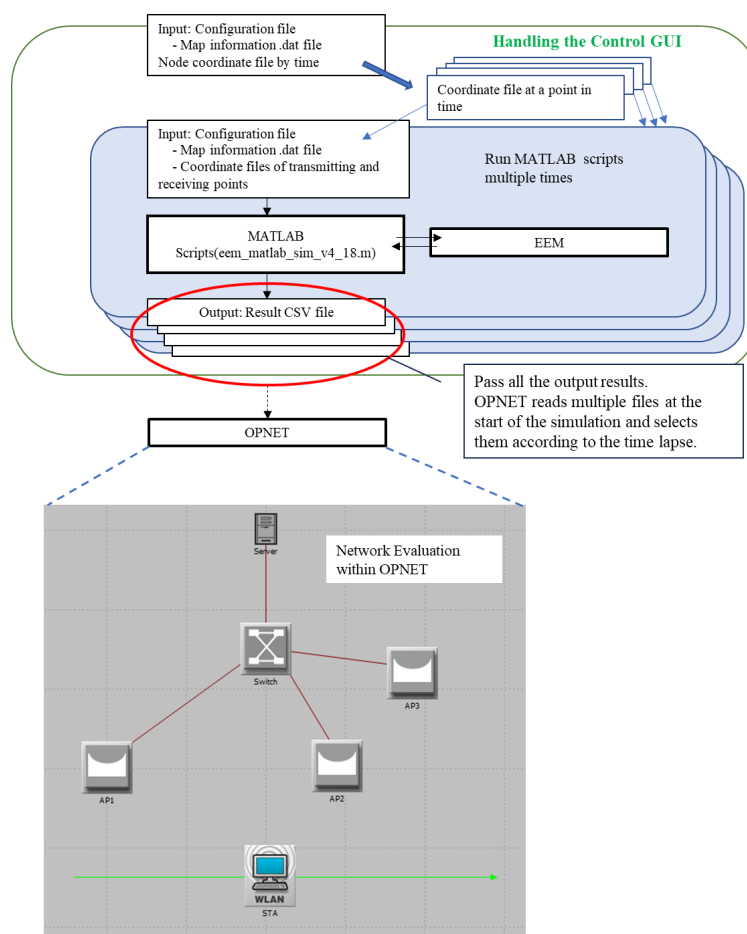 Input: Configuration file
- Map information .dat file
Node coordinate file by time
Handling the Control GUI
Coordinate file at a point in
time
Input: Configuration file
- Map information .dat file
- Coordinate files of transmitting and
receiving points
Run MATLAB scripts
multiple times
MATLAB
Scripts(eem_matlab_sim_v4_18.m)
EEM
Output: Result CSV file
Pass all the output results.
OPNET reads multiple files at the
start of the simulation and selects
them according to the time lapse.
OPNET
Server
Network Evaluation
within OPNET
Switch
AP3
AP1
AP2
WLAN
STA